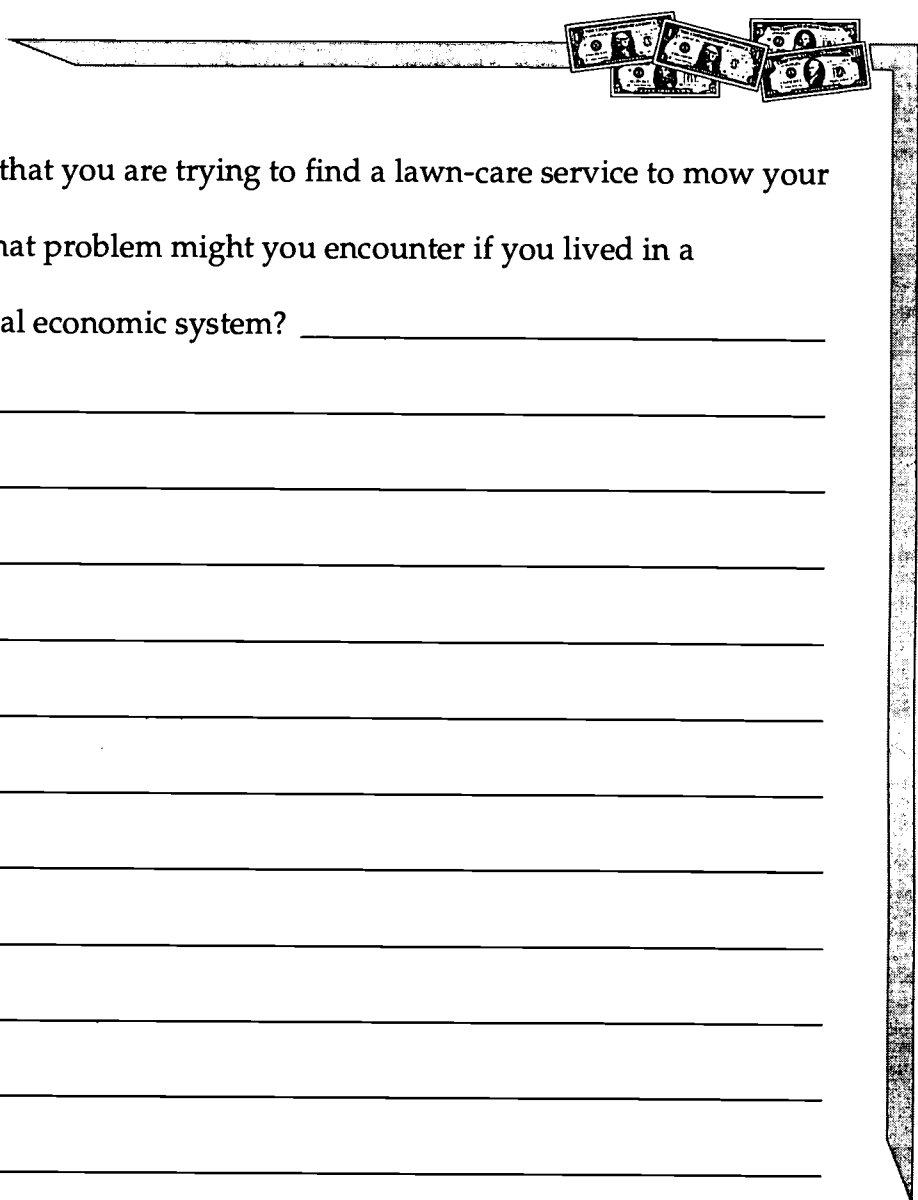 that you are trying to find a lawn-care service to mow your
hat problem might you encounter if you lived in a
al economic system?